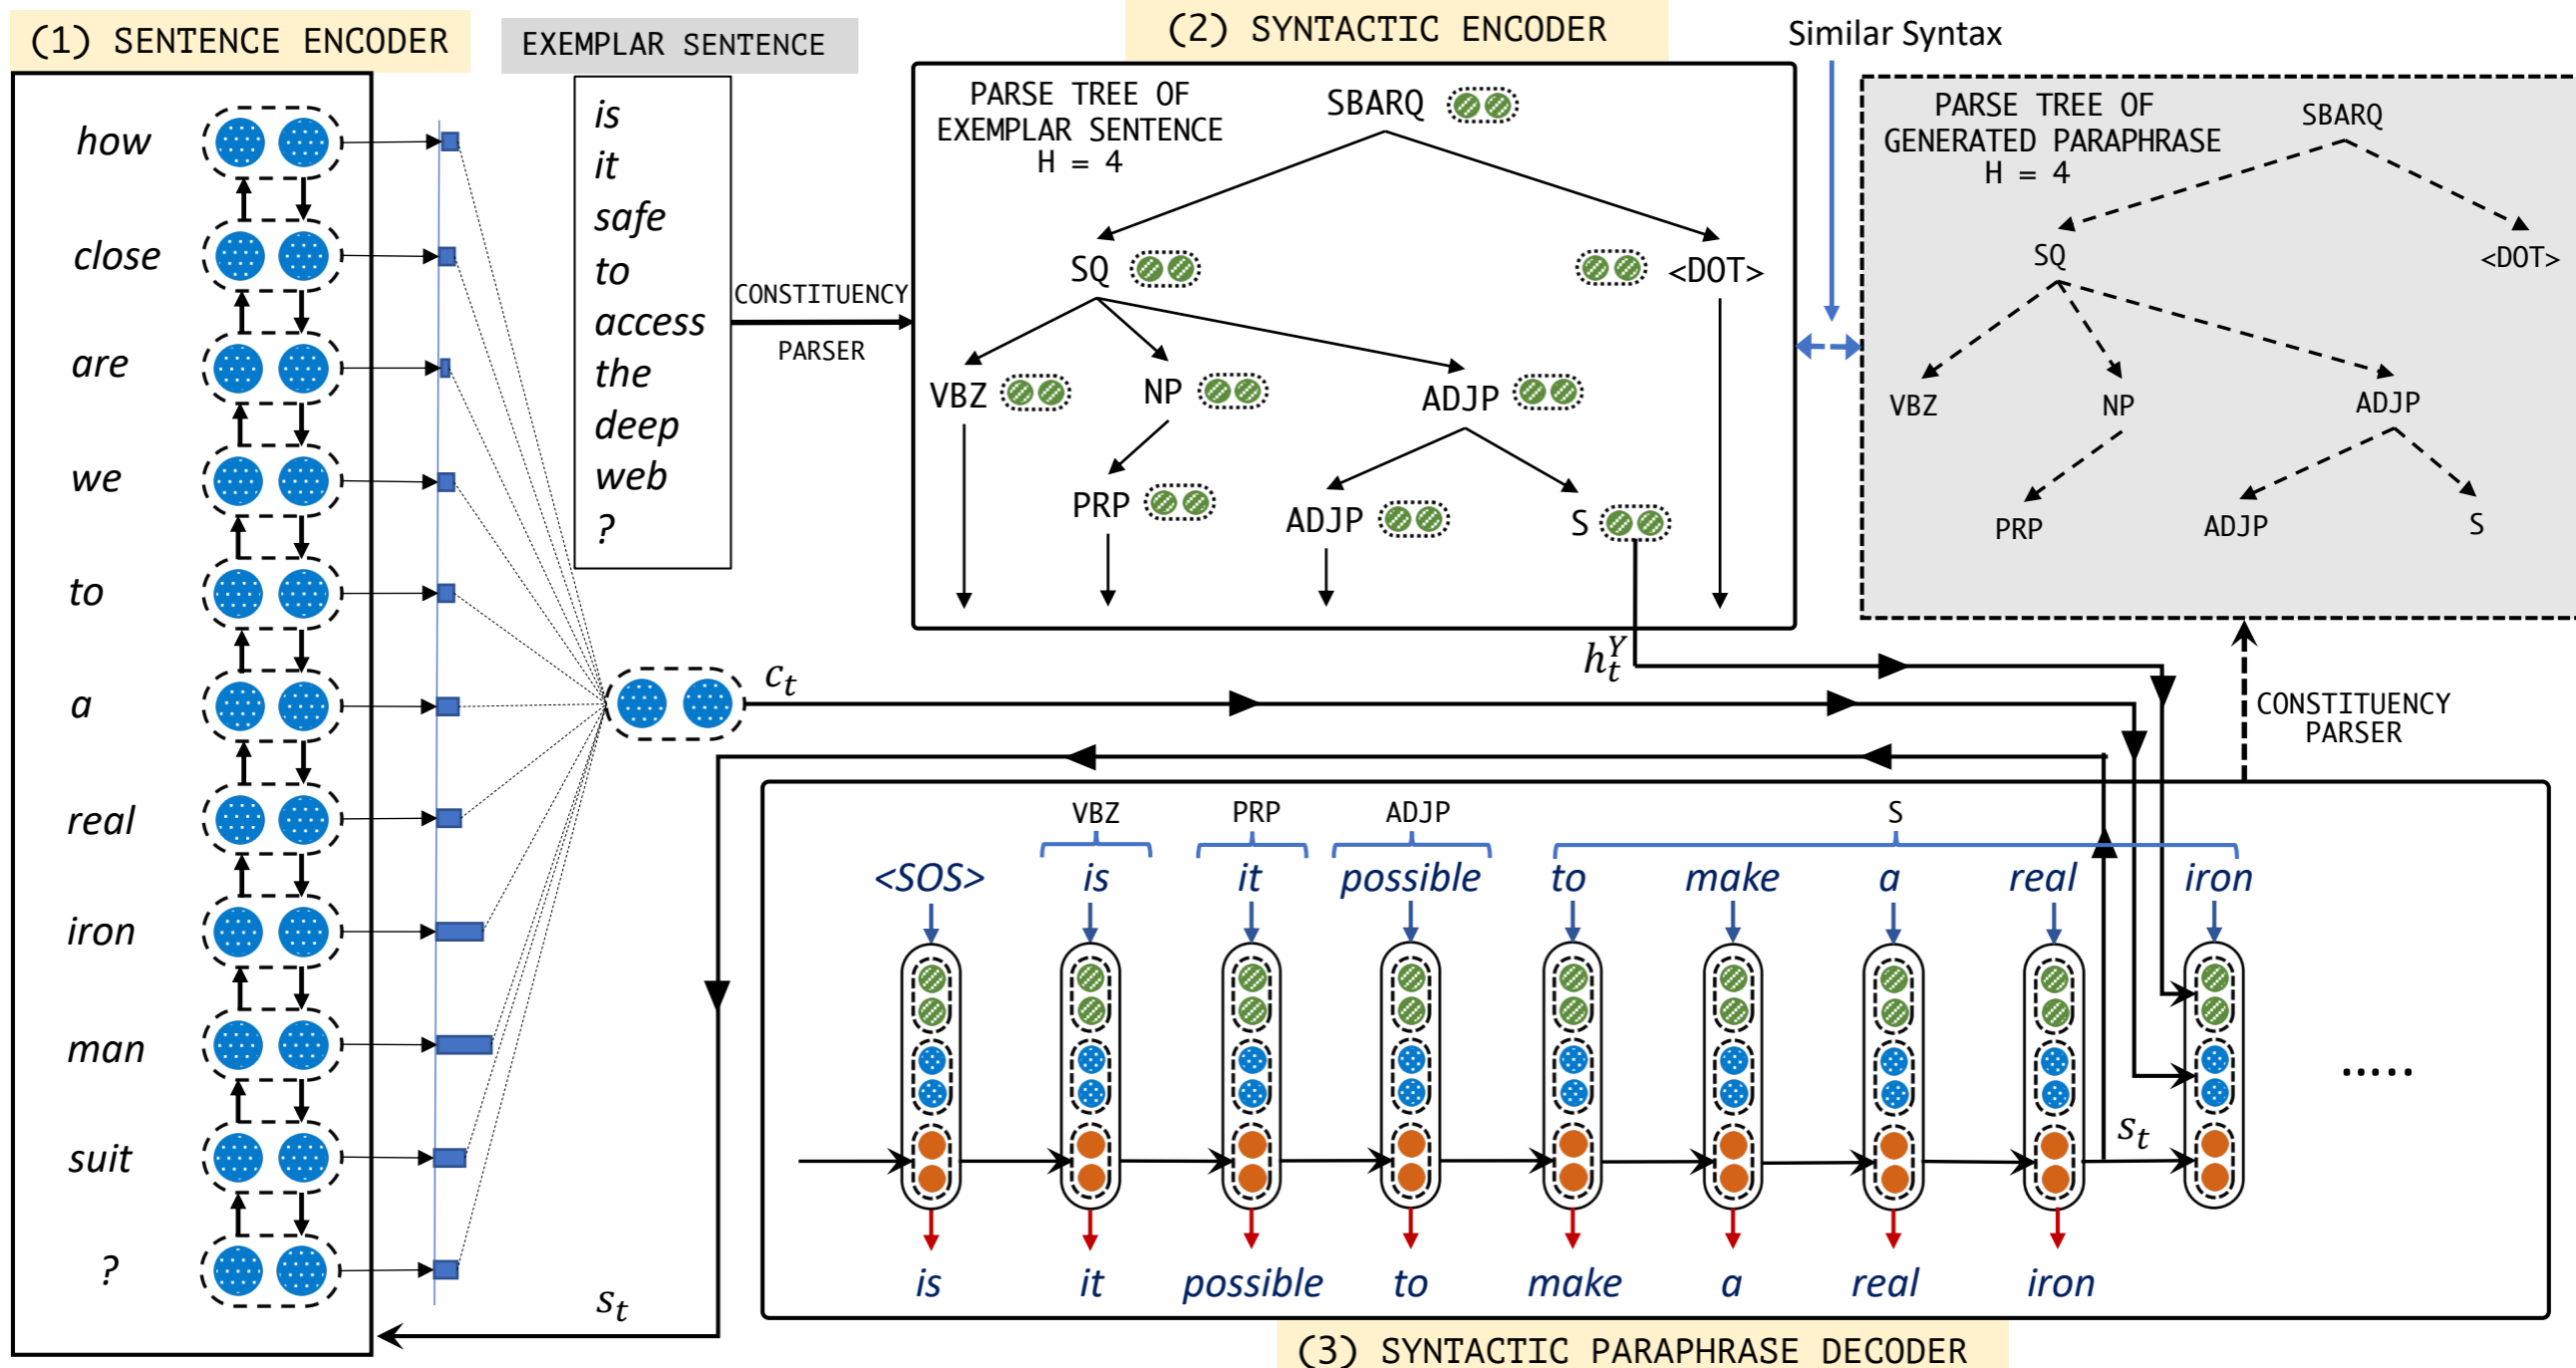 (1) SENTENCE ENCODER
how
close
are
we
to
a
real
iron
man
suit
?
EXEMPLAR SENTENCE
is
it
safe
to
access
the
deep
web
?
CONSTITUENCY
PARSER
(2) SYNTACTIC ENCODER
PARSE TREE OF
EXEMPLAR SENTENCE
H = 4
SBARQ
SQ
<DOT>
VBZ
NP
ADJP
PRP
ADJP
S
Similar Syntax
PARSE TREE OF
GENERATED PARAPHRASE
H = 4
SBARQ
SQ
<DOT>
VBZ
NP
ADJP
PRP
ADJP
S
c_t
h_t^Y
CONSTITUENCY
PARSER
VBZ PRP ADJP S
<SOS> is it possible to make a real iron
.....
s_t
is it possible to make a real iron
s_t
(3) SYNTACTIC PARAPHRASE DECODER